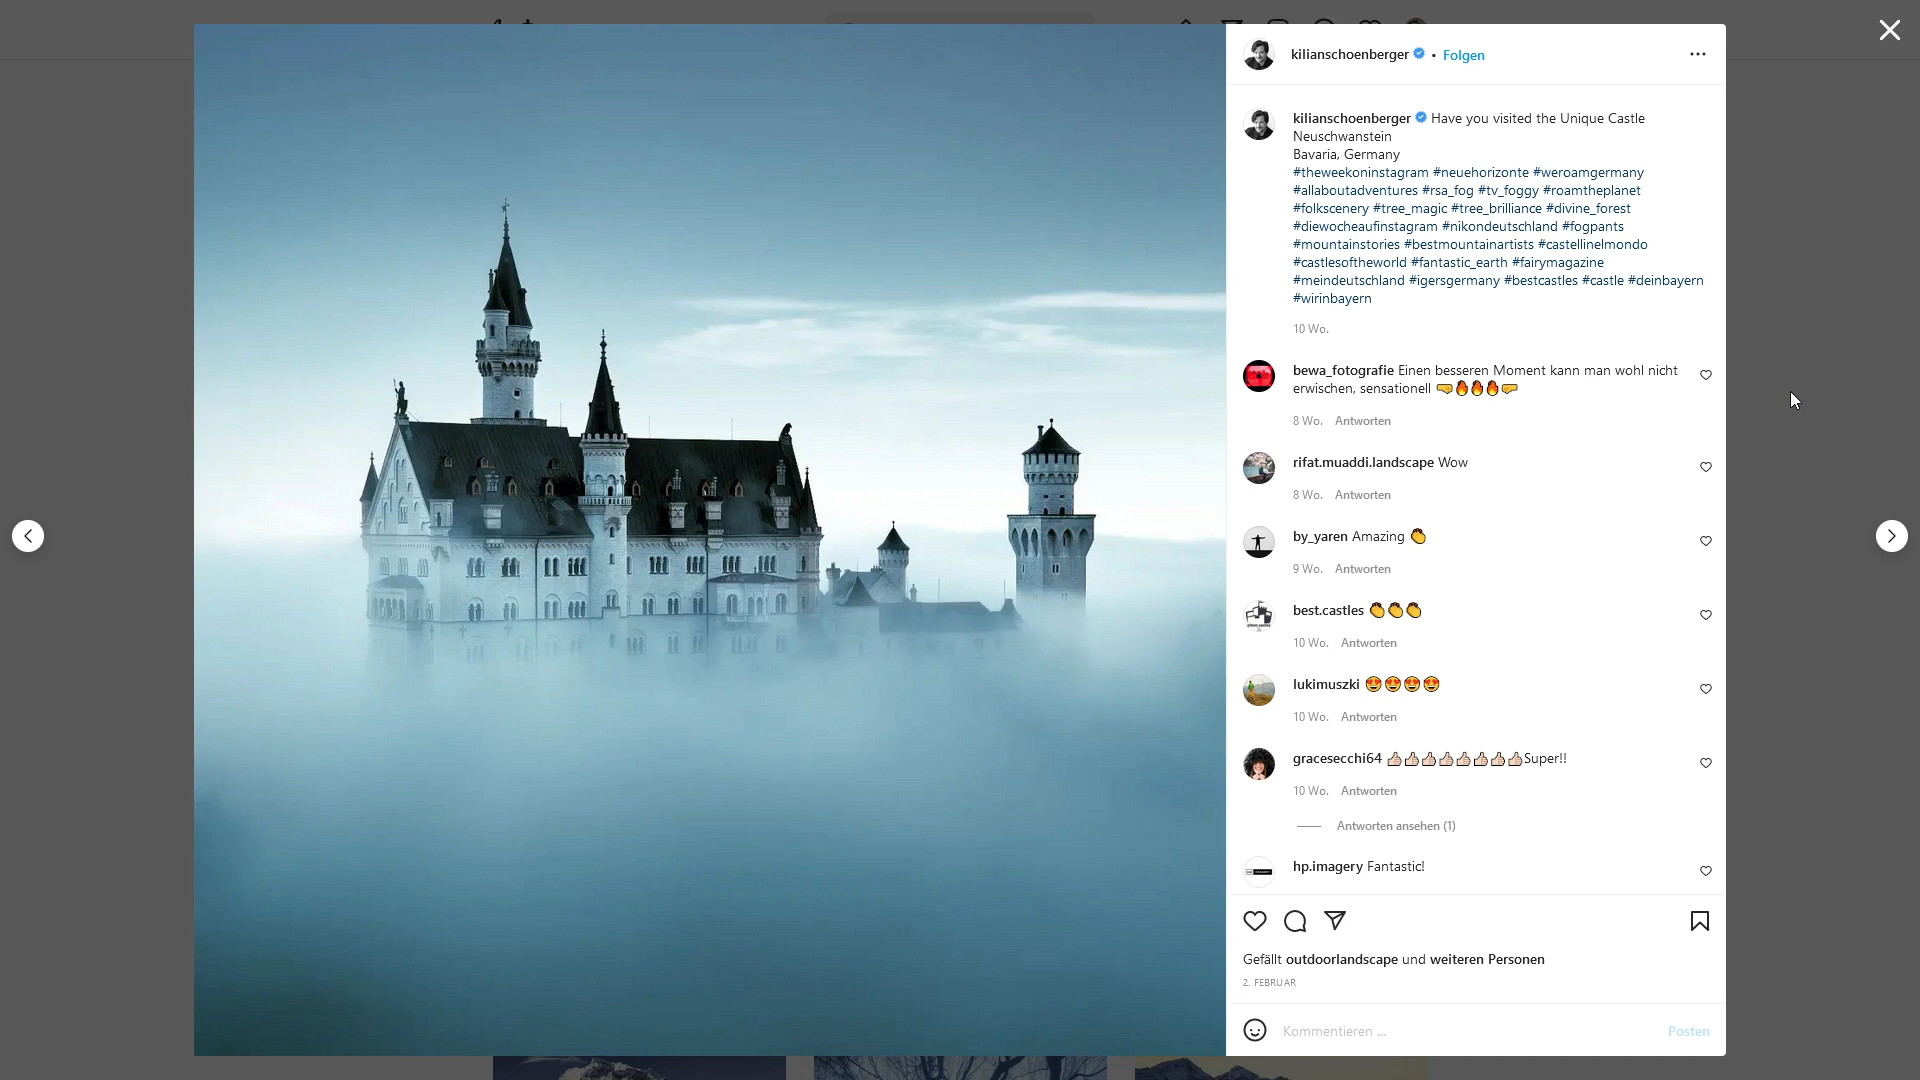 kilianschoenberger • Folgen
kilianschoenberger Have you visited the Unique Castle
Neuschwanstein
Bavaria, Germany
#theweekoninstagram #neuehorizonte #weroamgermany
#allaboutadventures #rsa_fog #tv_foggy #roamtheplanet
#folkscenery #tree_magic #tree_brilliance #divine_forest
#diewocheaufinstagram #nikondeutschland #fogpants
#mountainstories #bestmountainartists #castellinelmondo
#castlesoftheworld #fantastic_earth #fairymagazine
#meindeutschland #igersgermany #bestcastles #castle #deinbayern
#wirinbayern
10 Wo.
bewa_fotografie Einen besseren Moment kann man wohl nicht
erwischen, sensationell 🤜🔥🔥🔥🤛
8 Wo. Antworten
rifat.muaddi.landscape Wow
8 Wo. Antworten
by_yaren Amazing 👏
9 Wo. Antworten
best.castles 👏👏👏
10 Wo. Antworten
lukimuszki 😍😍😍😍
10 Wo. Antworten
gracesecchi64 👍🏻👍🏻👍🏻👍🏻👍🏻👍🏻👍🏻👍🏻Super!!
10 Wo. Antworten
Antworten ansehen (1)
hp.imagery Fantastic!
Gefällt outdoorlandscape und weiteren Personen
2. FEBRUAR
Kommentieren ... Posten